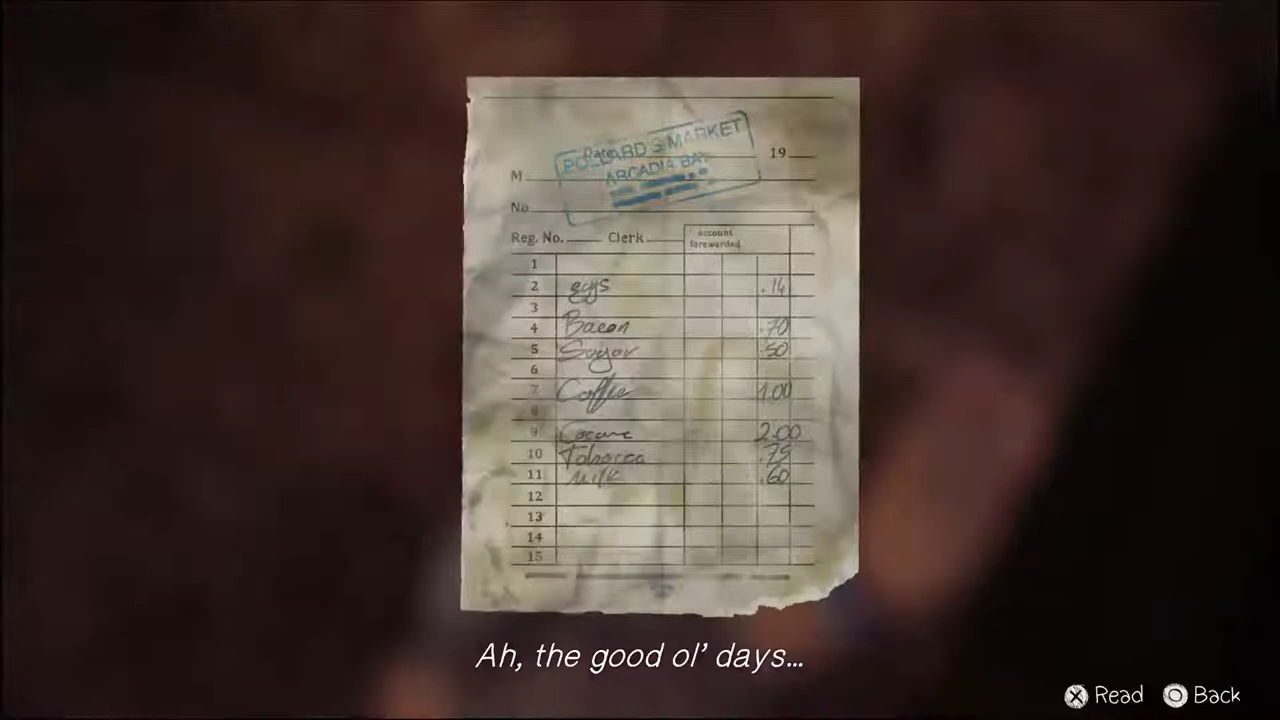 POLLARD'S MARKET
Date
19
ARCADIA BAY
M
No
Reg. No. Clerk
account
forewarded
1
2 eggs .14
3
4 Bacon .70
5 Sugar .50
6
7 Coffee 1.00
8
9 2.00
10 Tobacco .75
11 Milk .60
12
13
14
15
Ah, the good ol' days...
Read Back